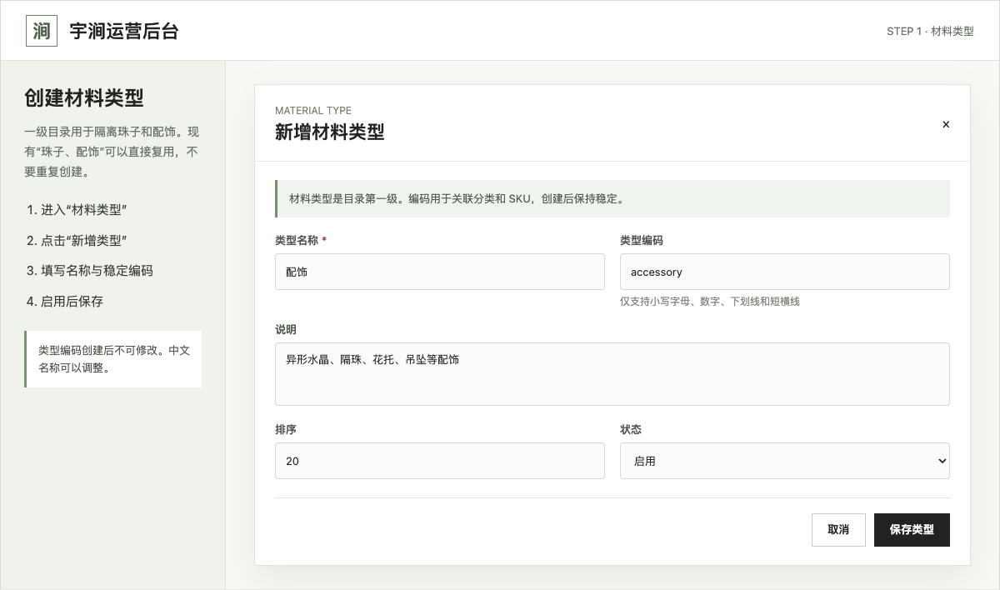 涧
宇涧运营后台
STEP 1 · 材料类型
创建材料类型
一级目录用于隔离珠子和配饰。现
有“珠子、配饰”可以直接复用，不
要重复创建。
1. 进入“材料类型”
2. 点击“新增类型”
3. 填写名称与稳定编码
4. 启用后保存
类型编码创建后不可修改。中文
名称可以调整。
MATERIAL TYPE
新增材料类型
×
材料类型是目录第一级。编码用于关联分类和 SKU，创建后保持稳定。
类型名称 *
类型编码
配饰
accessory
仅支持小写字母、数字、下划线和短横线
说明
异形水晶、隔珠、花托、吊坠等配饰
排序
状态
20
启用
取消
保存类型